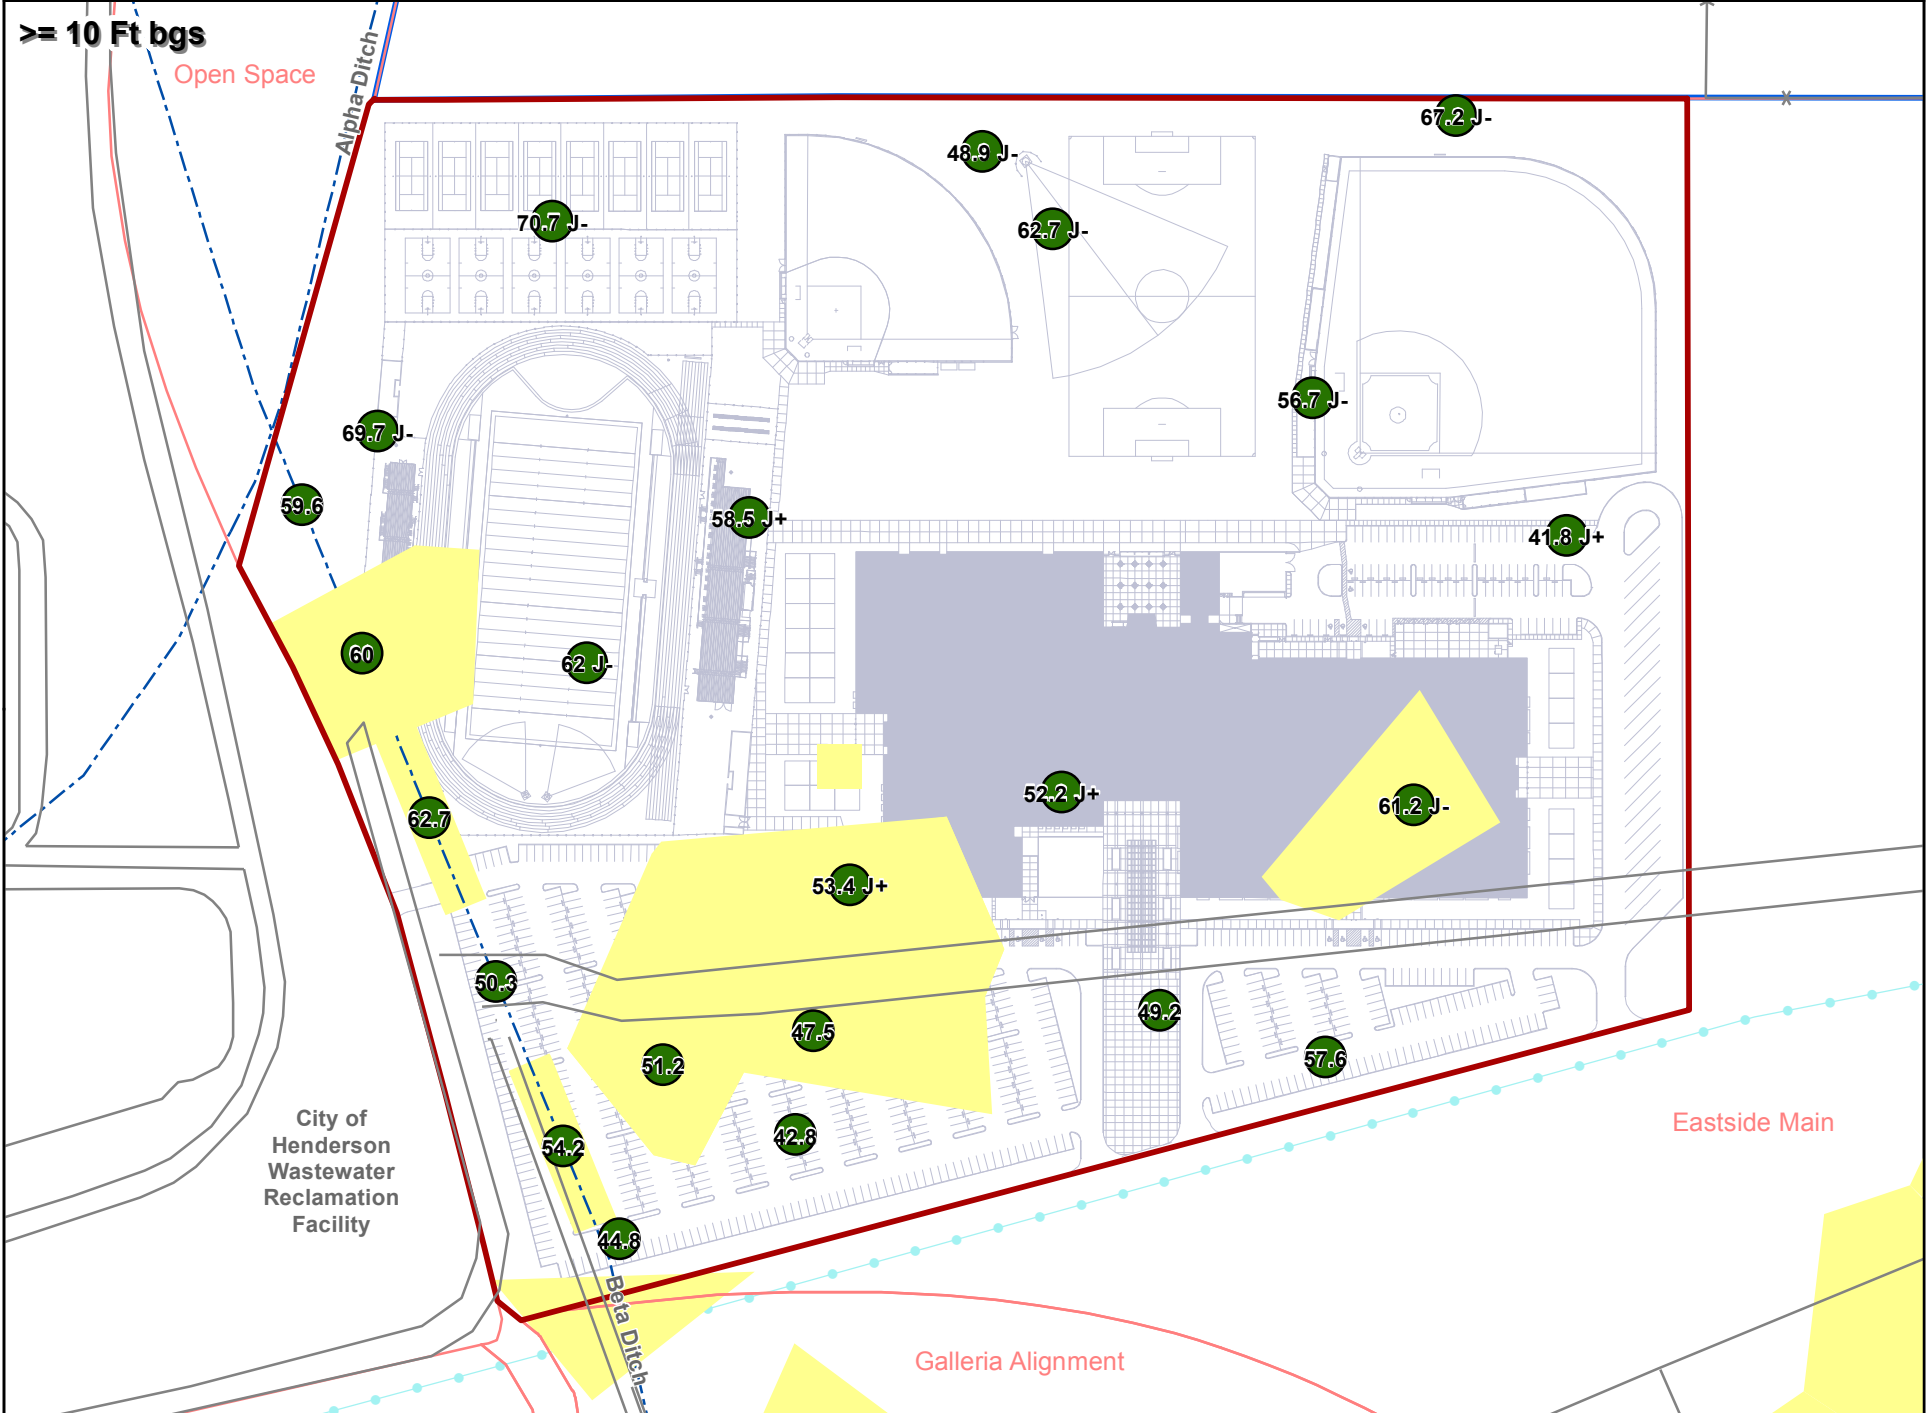 >= 10 Ft bgs
Open Space
Alpha Ditch
67.2 J-
48.9 J-
70.7 J-
62.7 J-
56.7 J-
69.7 J-
59.6
58.5 J+
41.8 J+
60
62 J-
52.2 J+
61.2 J-
62.7
53.4 J+
50.3
49.2
47.5
57.6
51.2
42.8
54.2
44.8
City of
Henderson
Wastewater
Reclamation
Facility
Eastside Main
Beta Ditch
Galleria Alignment